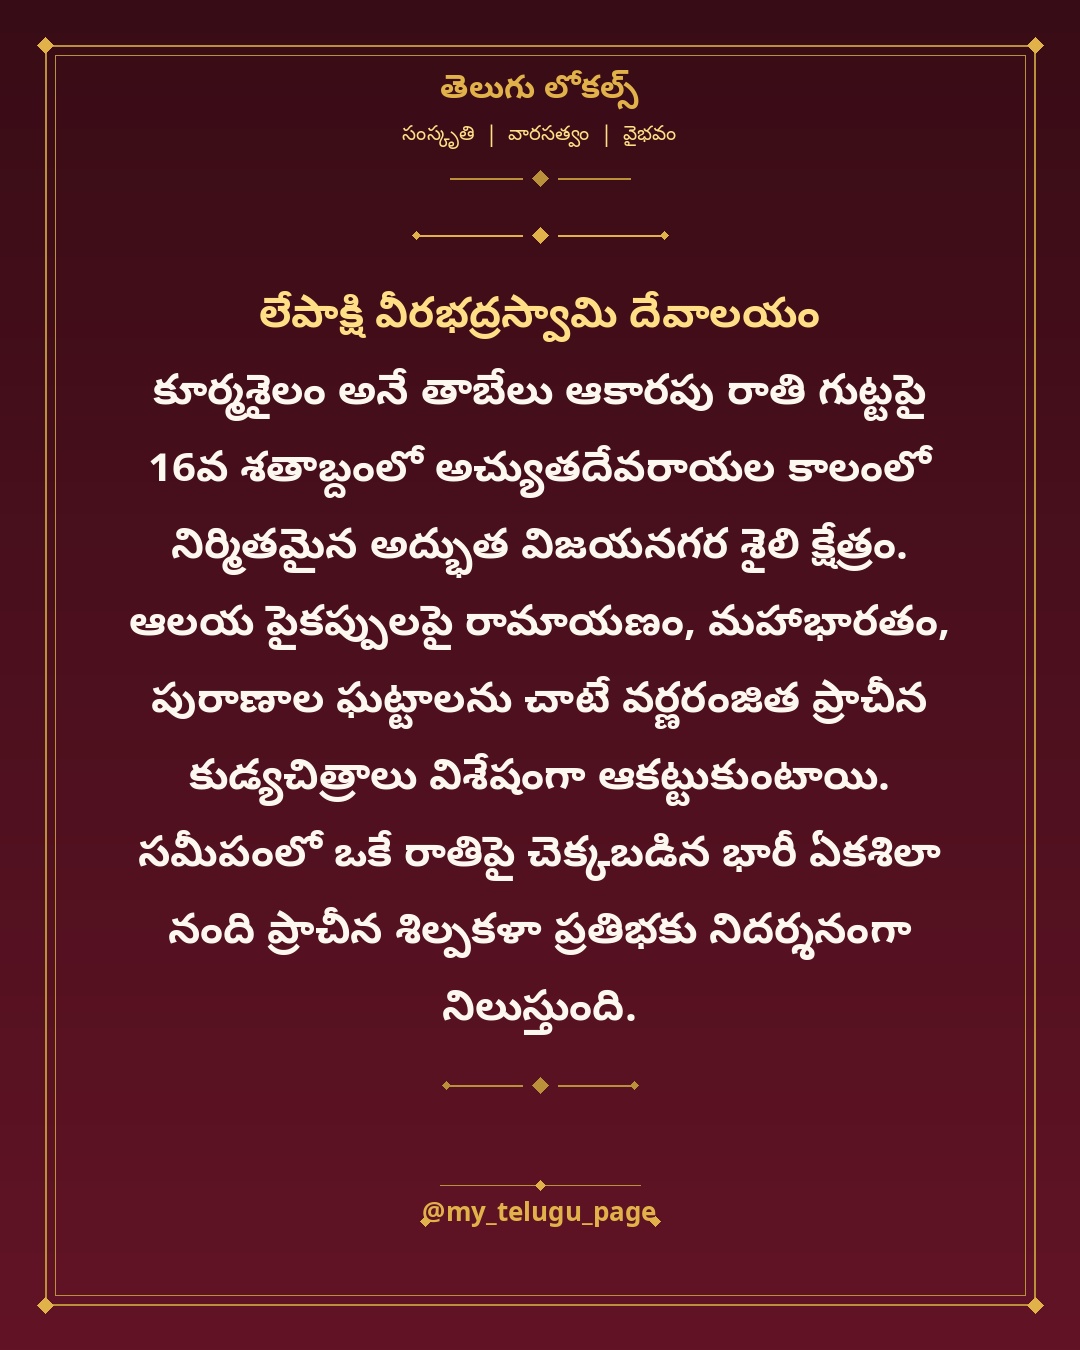 తెలుగు లోకల్స్
సంస్కృతి | వారసత్వం | వైభవం
లేపాక్షి వీరభద్రస్వామి దేవాలయం
కూర్మశైలం అనే తాబేలు ఆకారపు రాతి గుట్టపై
16వ శతాబ్దంలో అచ్యుతదేవరాయల కాలంలో
నిర్మితమైన అద్భుత విజయనగర శైలి క్షేత్రం.
ఆలయ పైకప్పులపై రామాయణం, మహాభారతం,
పురాణాల ఘట్టాలను చాటే వర్ణరంజిత ప్రాచీన
కుడ్యచిత్రాలు విశేషంగా ఆకట్టుకుంటాయి.
సమీపంలో ఒకే రాతిపై చెక్కబడిన భారీ ఏకశిలా
నంది ప్రాచీన శిల్పకళా ప్రతిభకు నిదర్శనంగా
నిలుస్తుంది.
@my_telugu_page